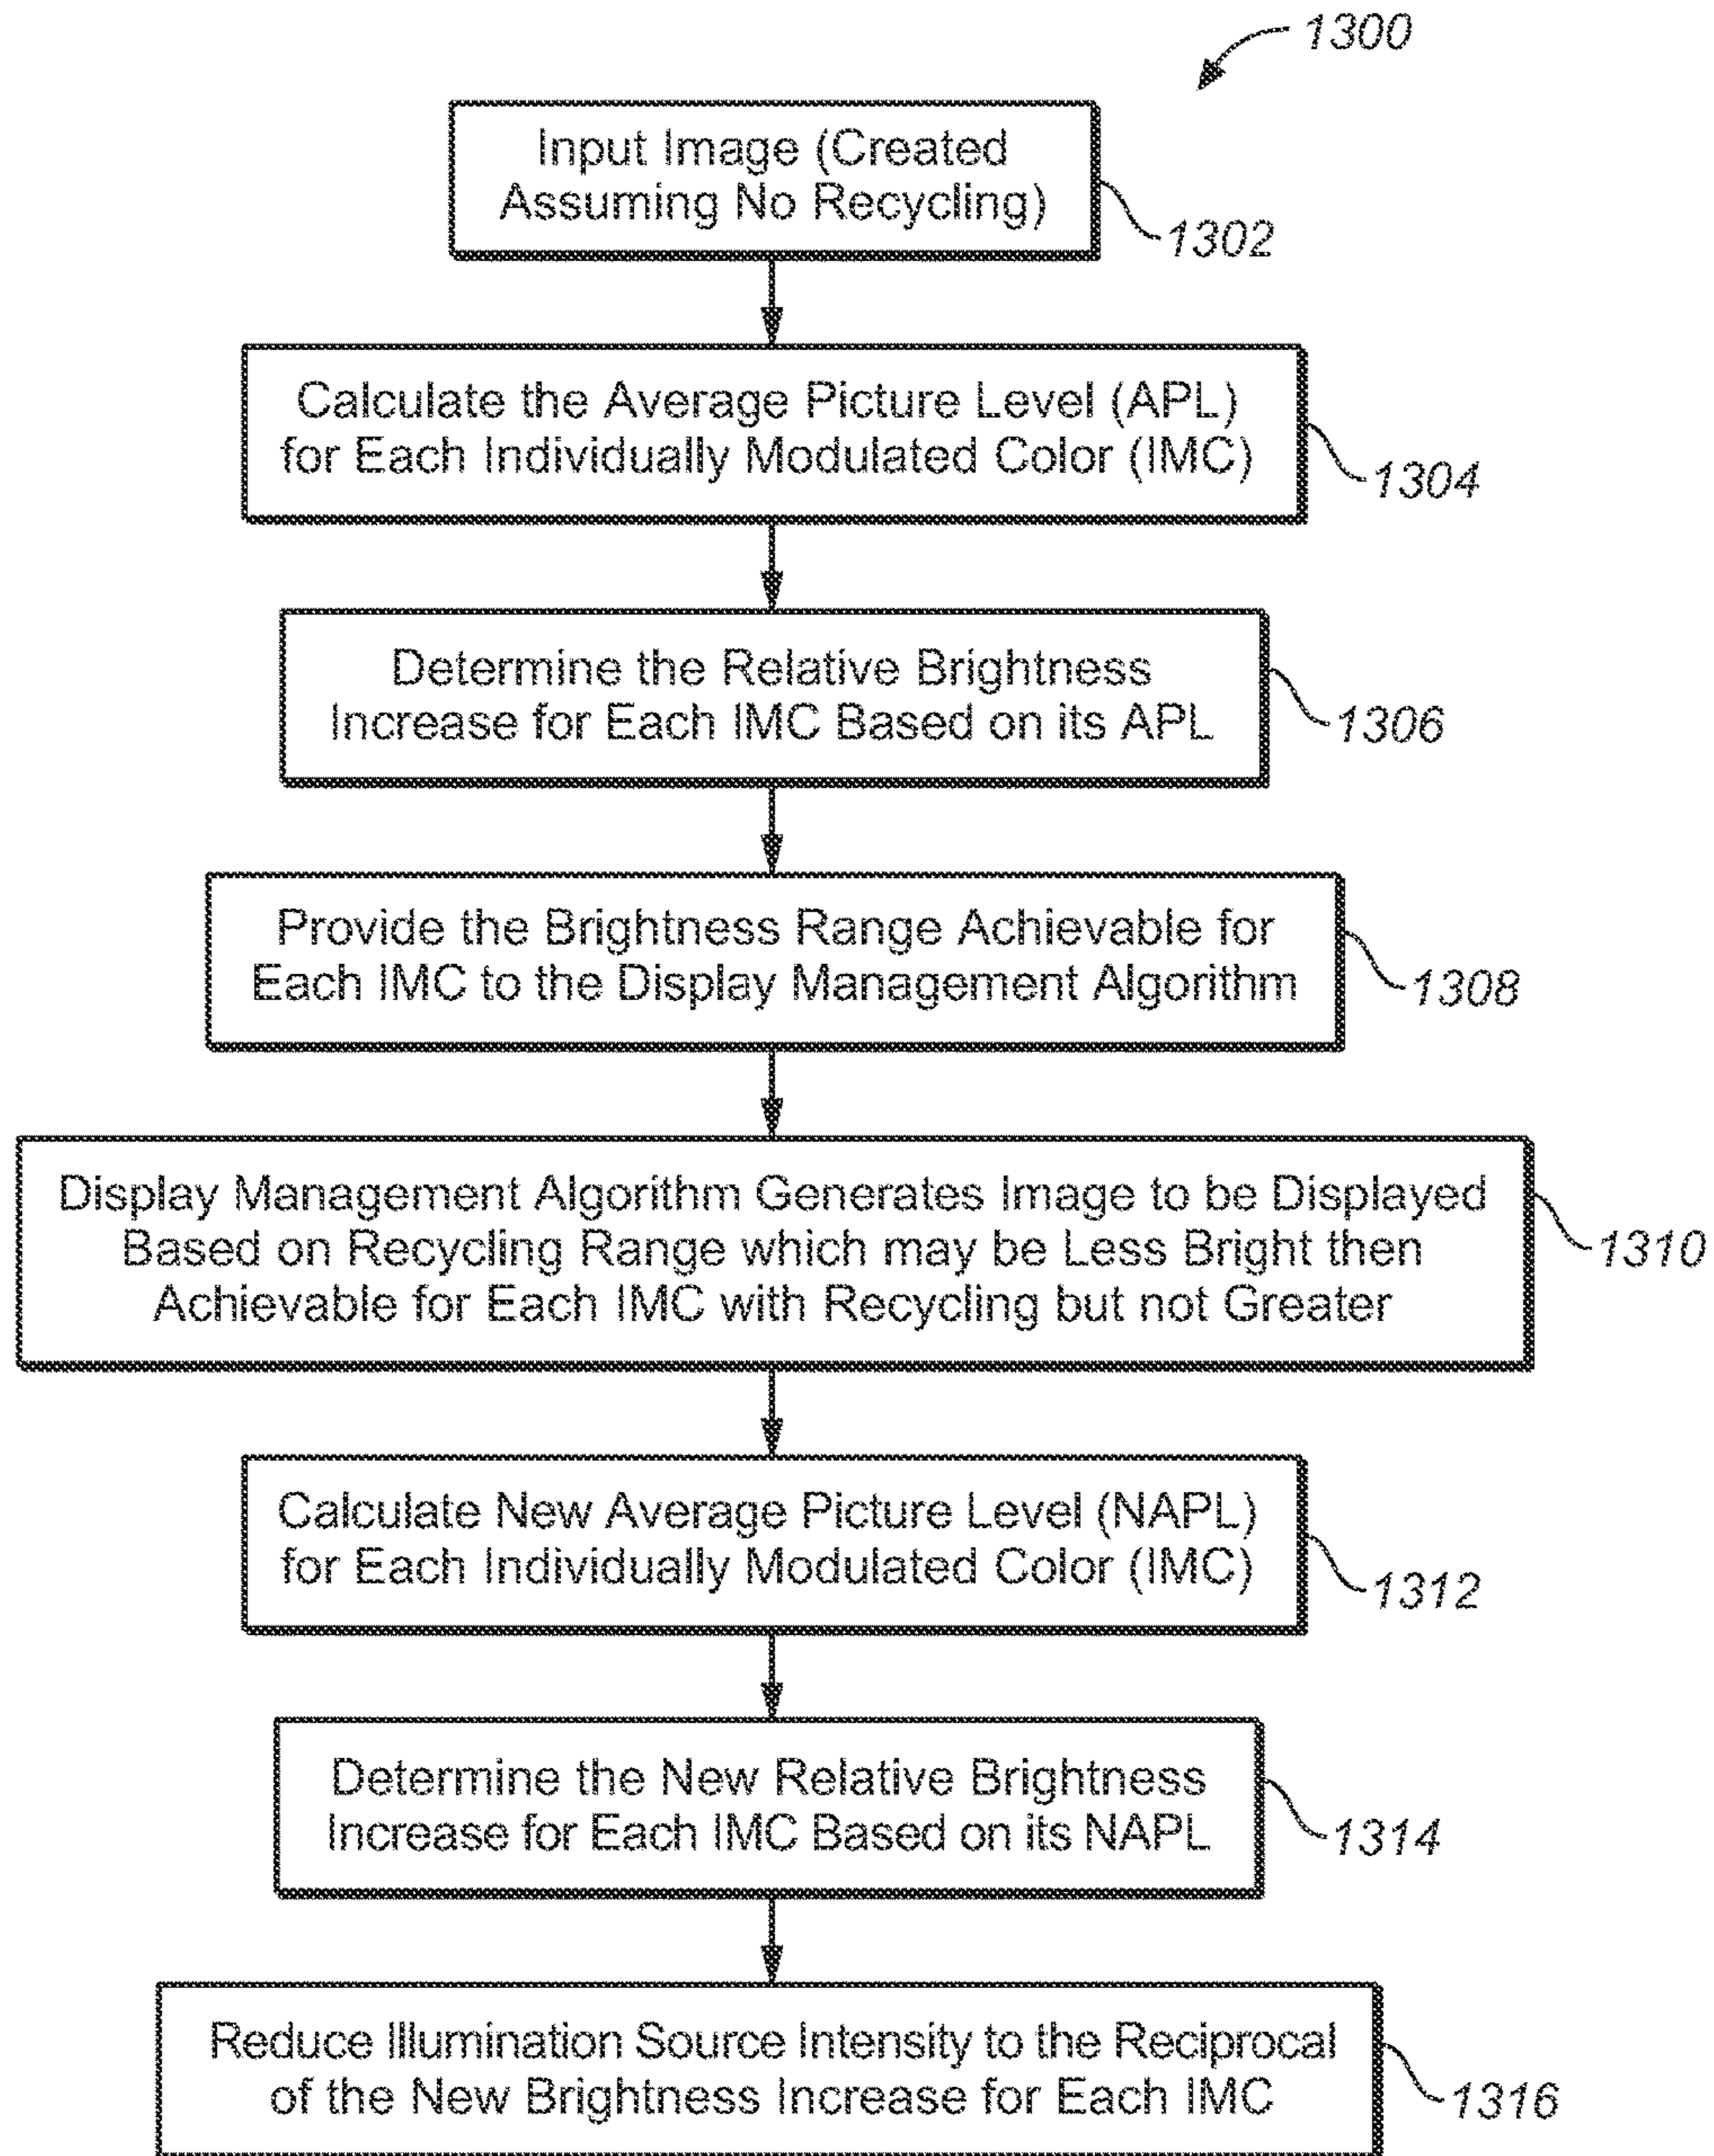 1300
Input Image (Created
Assuming No Recycling)
1302
Calculate the Average Picture Level (APL)
for Each Individually Modulated Color (IMC)
1304
Determine the Relative Brightness
Increase for Each IMC Based on its APL
1306
Provide the Brightness Range Achievable for
Each IMC to the Display Management Algorithm
1308
Display Management Algorithm Generates Image to be Displayed
Based on Recycling Range which may be Less Bright then
Achievable for Each IMC with Recycling but not Greater
1310
Calculate New Average Picture Level (NAPL)
for Each Individually Modulated Color (IMC)
1312
Determine the New Relative Brightness
Increase for Each IMC Based on its NAPL
1314
Reduce Illumination Source Intensity to the Reciprocal
of the New Brightness Increase for Each IMC
1316